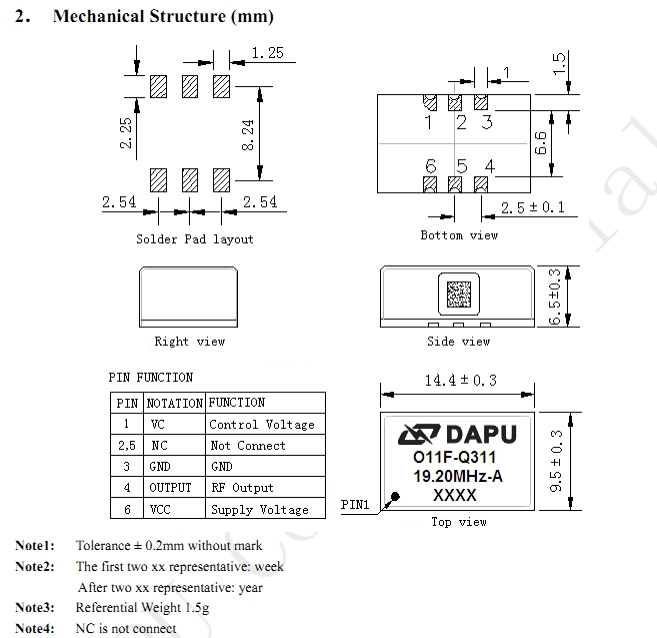 2. Mechanical Structure (mm)
1.25
2.25
8.24
2.54
2.54
Solder Pad layout
1
1.5
1 2 3
6.6
6 5 4
2.5±0.1
Bottom view
Right view
6.5±0.3
Side view
PIN FUNCTION
PIN NOTATION FUNCTION
1 VC Control Voltage
2,5 NC Not Connect
3 GND GND
4 OUTPUT RF Output
6 VCC Supply Voltage
14.4±0.3
DAPU
O11F-Q311
19.20MHz-A
XXXX
9.5±0.3
PIN1
Top view
Note1: Tolerance ± 0.2mm without mark
Note2: The first two xx representative: week
After two xx representative: year
Note3: Referential Weight 1.5g
Note4: NC is not connect